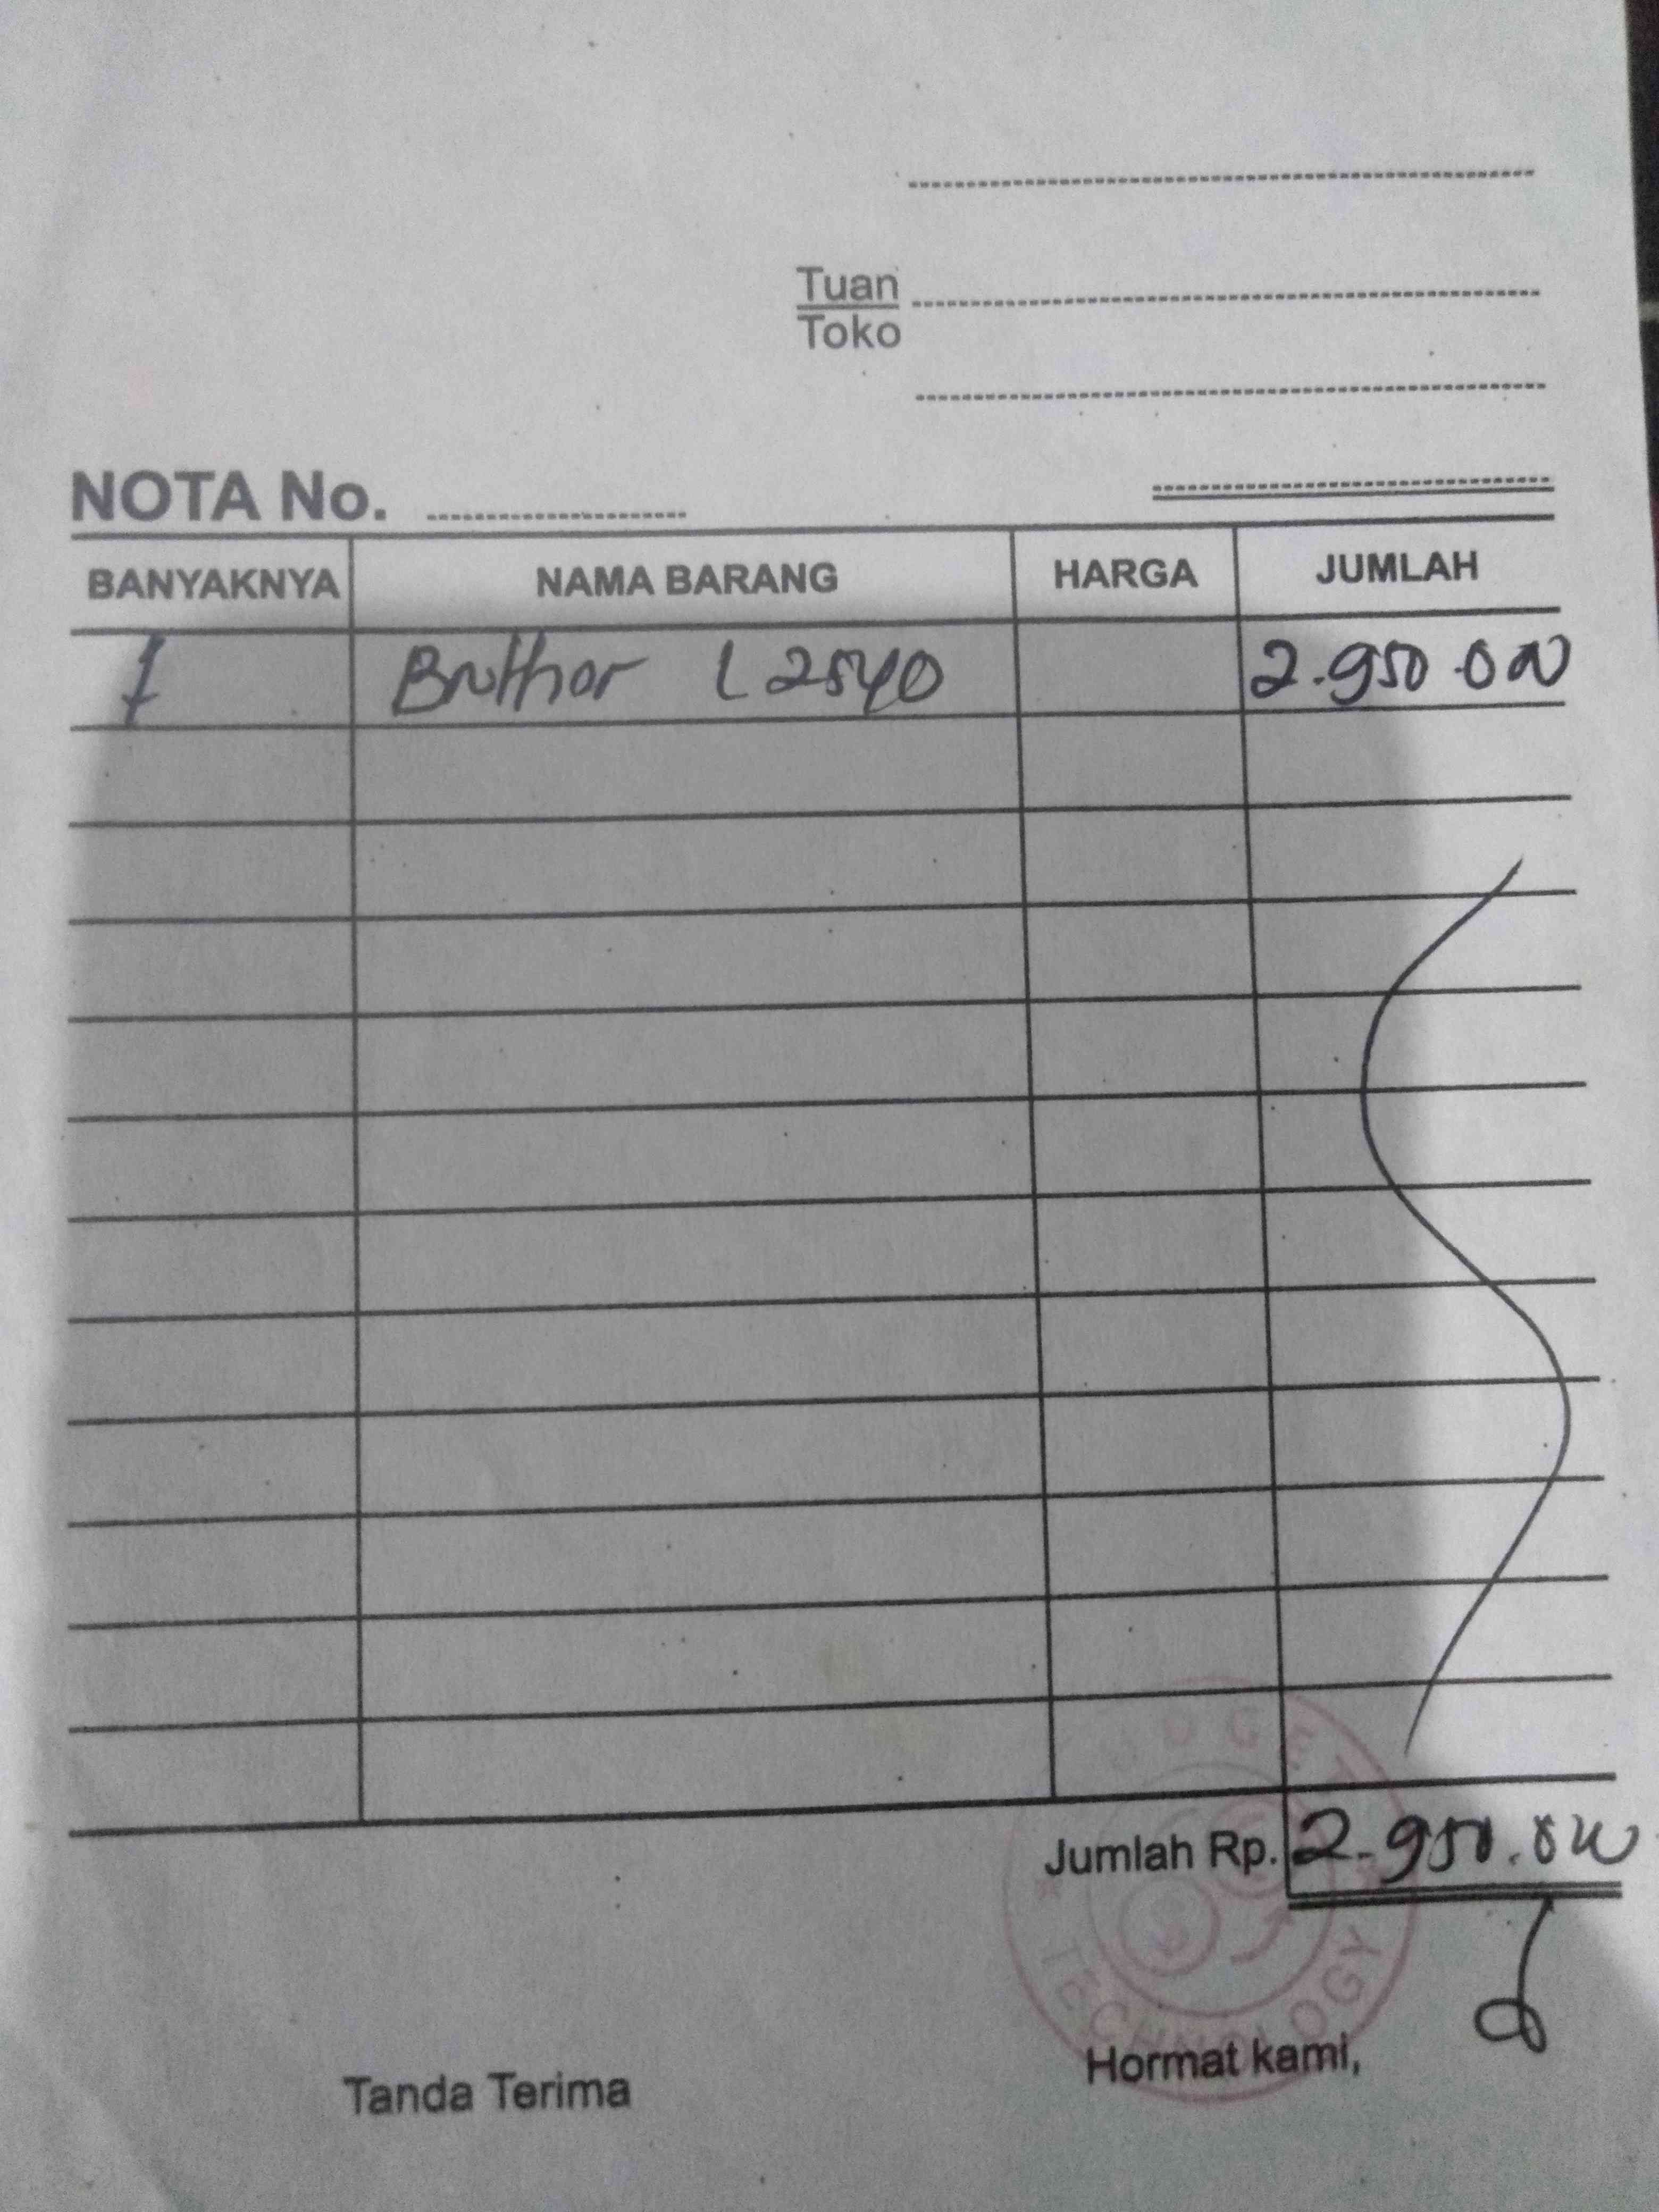 Tuan
Toko
NOTA No.
BANYAKNYA NAMA BARANG HARGA JUMLAH
1 Brother L2540 2.950.000
Jumlah Rp. 2.950.000
TECHNOLOGY
Tanda Terima Hormat kami,